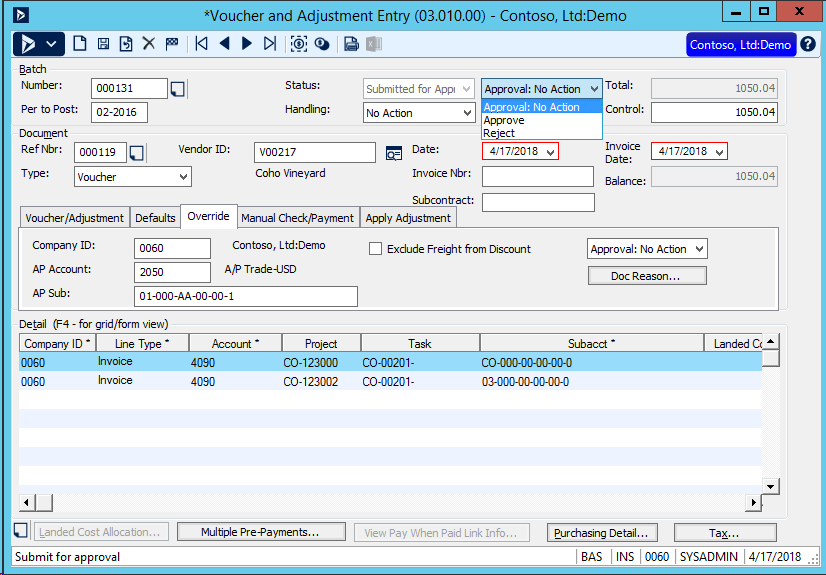 *Voucher and Adjustment Entry (03.010.00) - Contoso, Ltd:Demo
Contoso, Ltd:Demo
Batch
Number: 000131 Status: Submitted for Appr Approval: No Action Total: 1050.04
Approval: No Action
Approve
Reject
Per to Post: 02-2016 Handling: No Action Control: 1050.04
Document
Ref Nbr: 000119 Vendor ID: V00217 Date: 4/17/2018 Invoice Date: 4/17/2018
Type: Voucher Coho Vineyard Invoice Nbr: Balance: 1050.04
Subcontract:
Voucher/Adjustment Defaults Override Manual Check/Payment Apply Adjustment
Company ID: 0060 Contoso, Ltd:Demo Exclude Freight from Discount Approval: No Action
AP Account: 2050 A/P Trade-USD Doc Reason...
AP Sub: 01-000-AA-00-00-1
Detail (F4 - for grid/form view)
Company ID * Line Type * Account * Project Task Subacct * Landed Co
0060 Invoice 4090 CO-123000 CO-00201- CO-000-00-00-00-0
0060 Invoice 4090 CO-123002 CO-00201- 03-000-00-00-00-0
Landed Cost Allocation... Multiple Pre-Payments... View Pay When Paid Link Info... Purchasing Detail... Tax...
Submit for approval BAS INS 0060 SYSADMIN 4/17/2018